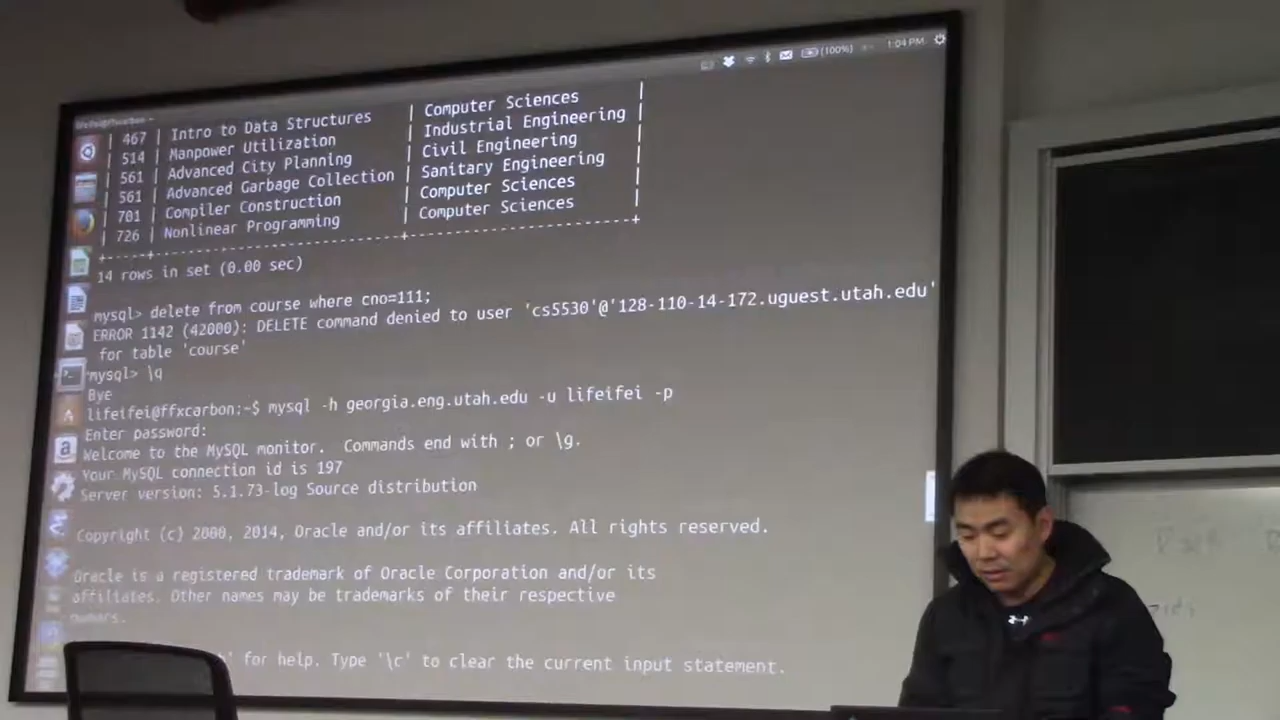 (100%) 1:04 PM
| 467 | Intro to Data Structures | Computer Sciences |
| 514 | Manpower Utilization | Industrial Engineering |
| 561 | Advanced City Planning | Civil Engineering |
| 561 | Advanced Garbage Collection | Sanitary Engineering |
| 701 | Compiler Construction | Computer Sciences |
| 726 | Nonlinear Programming | Computer Sciences |
14 rows in set (0.00 sec)
mysql> delete from course where cno=111;
ERROR 1142 (42000): DELETE command denied to user 'cs5530'@'128-110-14-172.uguest.utah.edu'
for table 'course'
mysql> \q
Bye
lifeifei@ffxcarbon:~$ mysql -h georgia.eng.utah.edu -u lifeifei -p
Enter password:
Welcome to the MySQL monitor. Commands end with ; or \g.
Your MySQL connection id is 197
Server version: 5.1.73-log Source distribution
Copyright (c) 2000, 2014, Oracle and/or its affiliates. All rights reserved.
Oracle is a registered trademark of Oracle Corporation and/or its
affiliates. Other names may be trademarks of their respective
owners.
for help. Type '\c' to clear the current input statement.